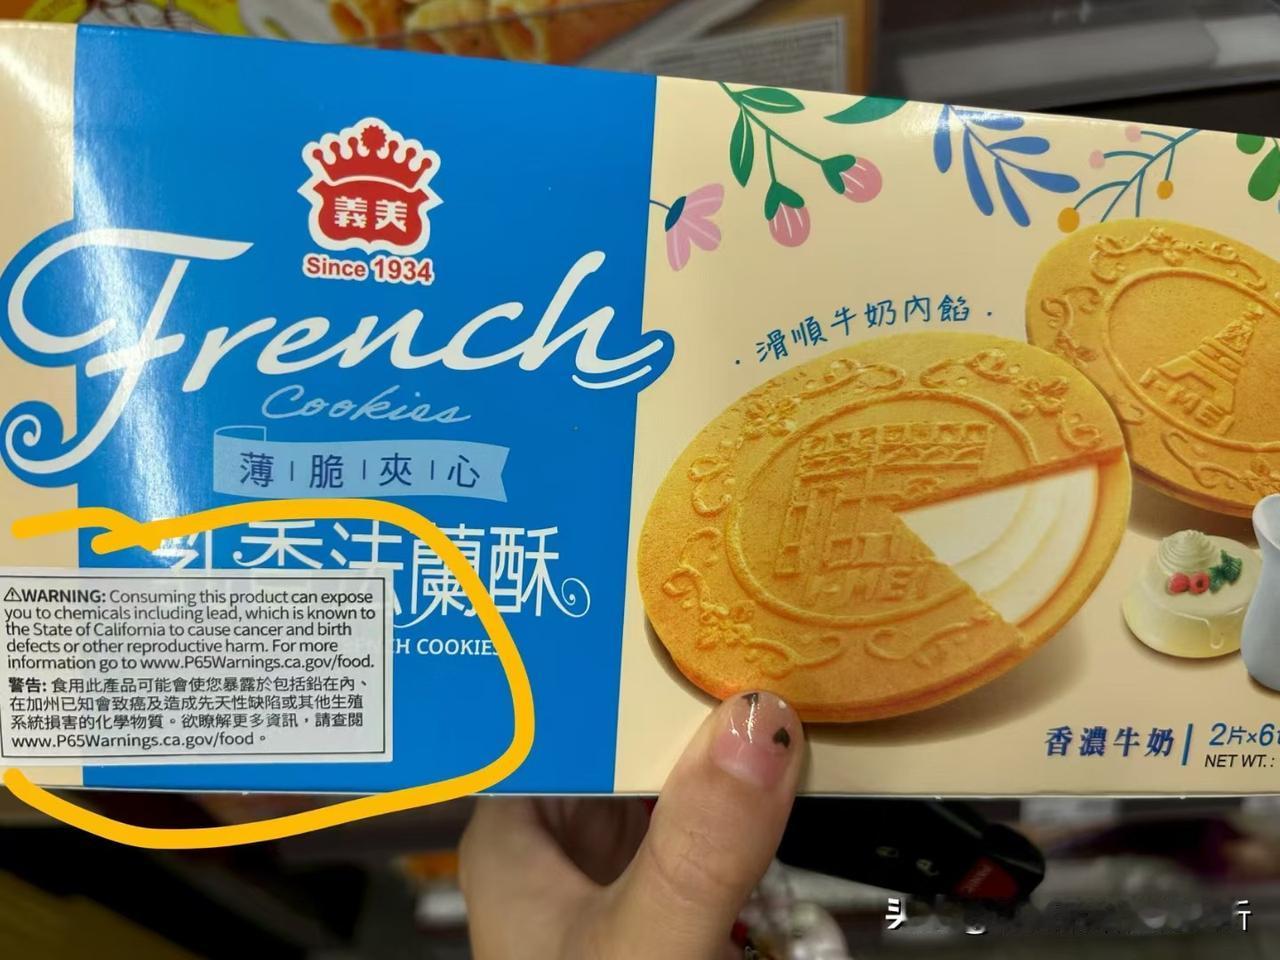 義美
Since 1934
French
Cookies
薄|脆|夾|心
乳香法蘭酥
COOKIES
⚠WARNING: Consuming this product can expose
you to chemicals including lead, which is known to
the State of California to cause cancer and birth
defects or other reproductive harm. For more
information go to www.P65Warnings.ca.gov/food.
警告: 食用此產品可能會使您暴露於包括鉛在內、
在加州已知會致癌及造成先天性缺陷或其他生殖
系統損害的化學物質。欲瞭解更多資訊，請查閱
www.P65Warnings.ca.gov/food。
·滑順牛奶內餡·
I-MEI
I-MEI
香濃牛奶|2片×6
NET WT.: